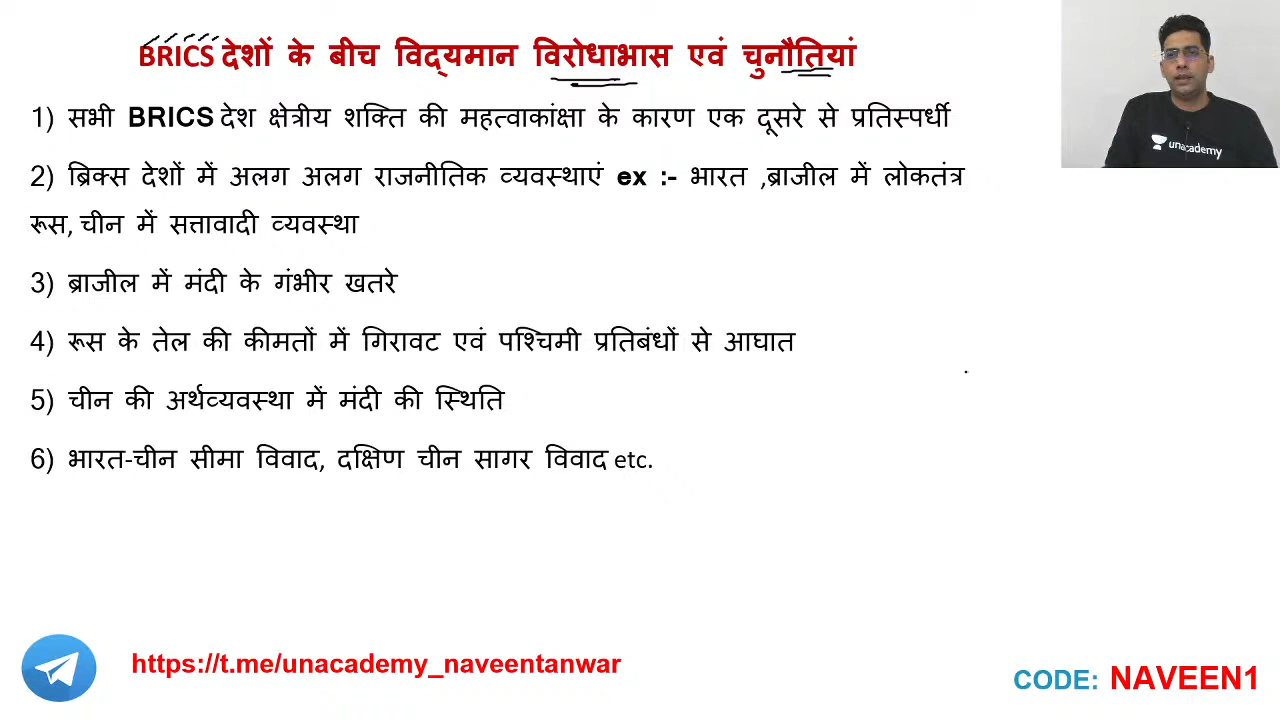 BRICS देशों के बीच विद्यमान विरोधाभास एवं चुनौतियां
1) सभी BRICS देश क्षेत्रीय शक्ति की महत्वाकांक्षा के कारण एक दूसरे से प्रतिस्पर्धी
2) ब्रिक्स देशों में अलग अलग राजनीतिक व्यवस्थाएं ex :- भारत ,ब्राजील में लोकतंत्र
रूस, चीन में सत्तावादी व्यवस्था
3) ब्राजील में मंदी के गंभीर खतरे
4) रूस के तेल की कीमतों में गिरावट एवं पश्चिमी प्रतिबंधों से आघात
5) चीन की अर्थव्यवस्था में मंदी की स्थिति
6) भारत-चीन सीमा विवाद, दक्षिण चीन सागर विवाद etc.
unacademy
https://t.me/unacademy_naveentanwar
CODE: NAVEEN1